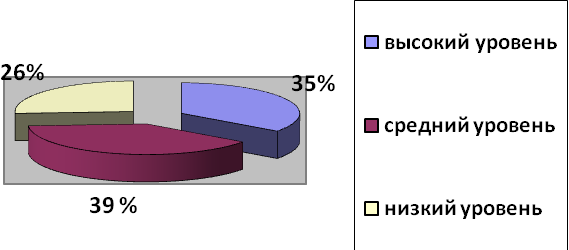 26%
35%
39 %
высокий уровень
средний уровень
низкий уровень